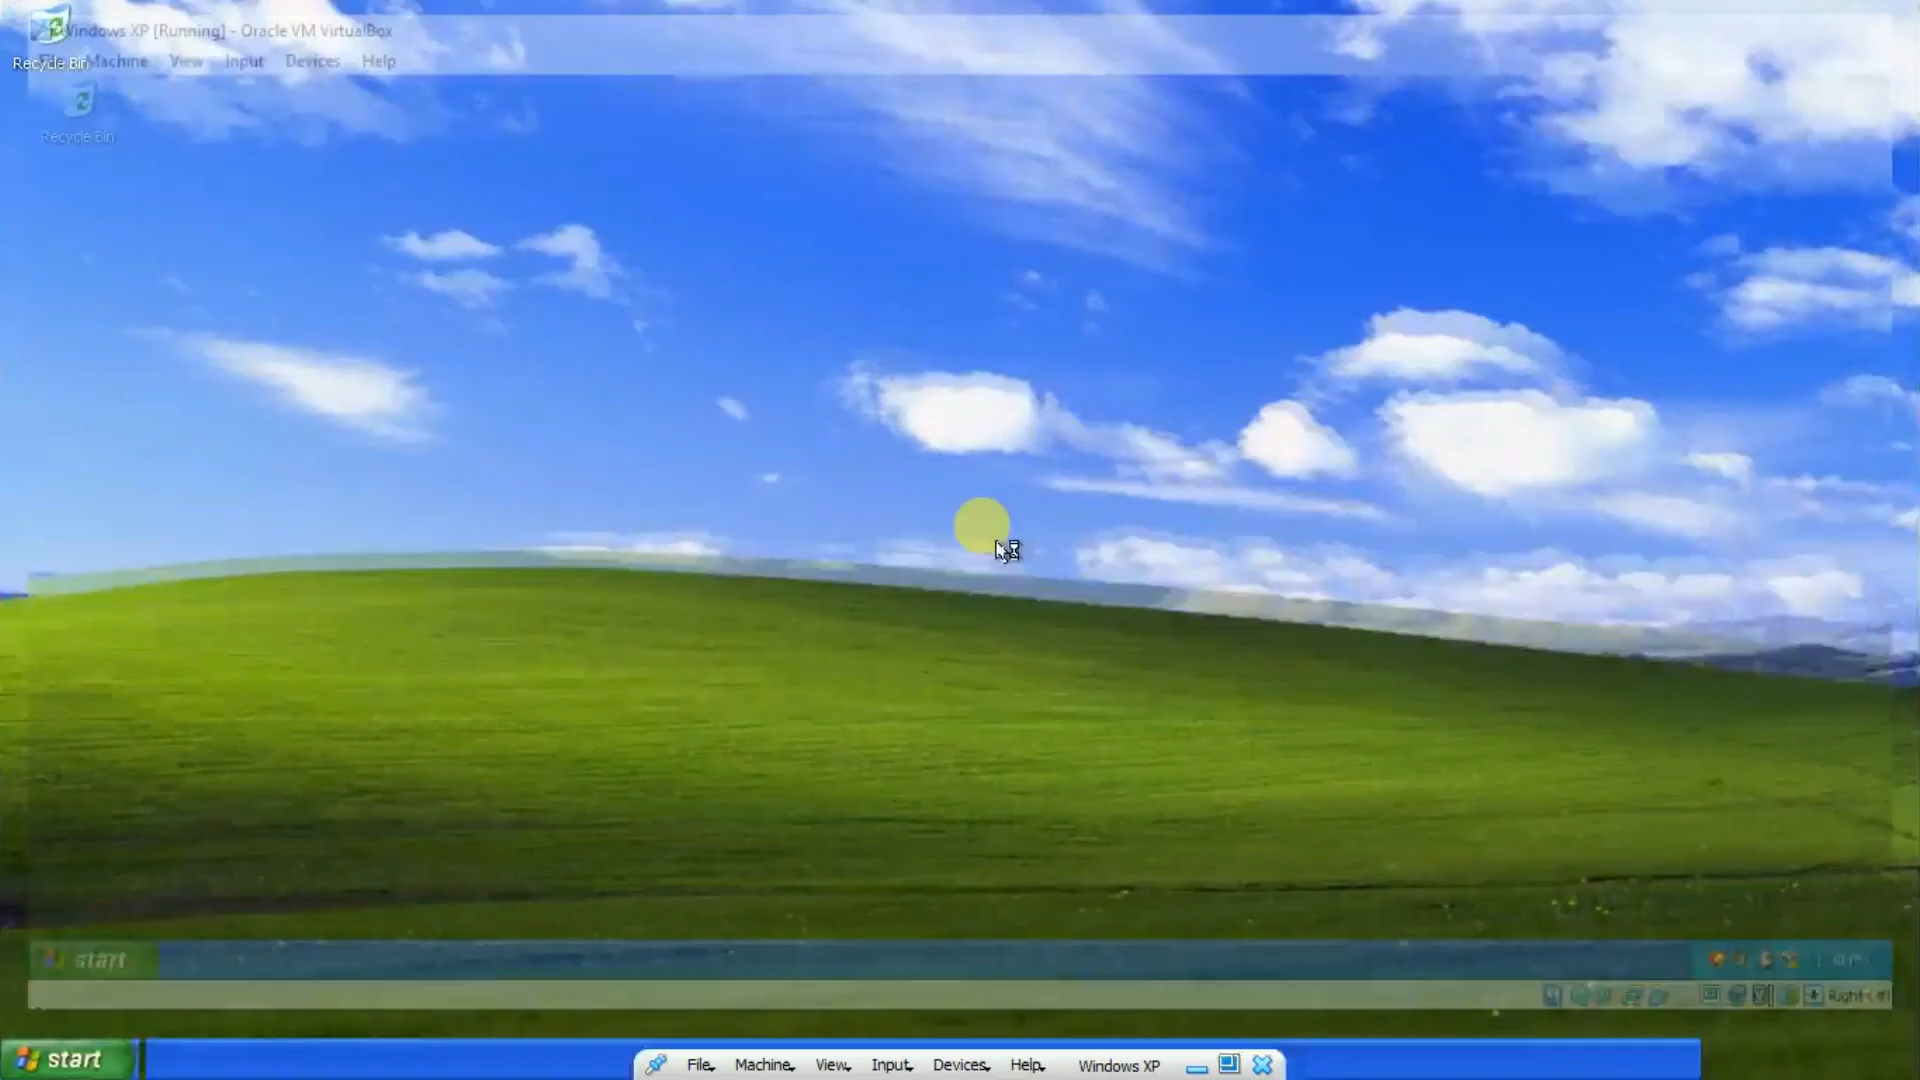 Windows XP [Running] - Oracle VM VirtualBox
Machine View Input Devices Help
Recycle Bin
Recycle Bin
start
Right Ctrl
start
File Machine View Input Devices Help Windows XP